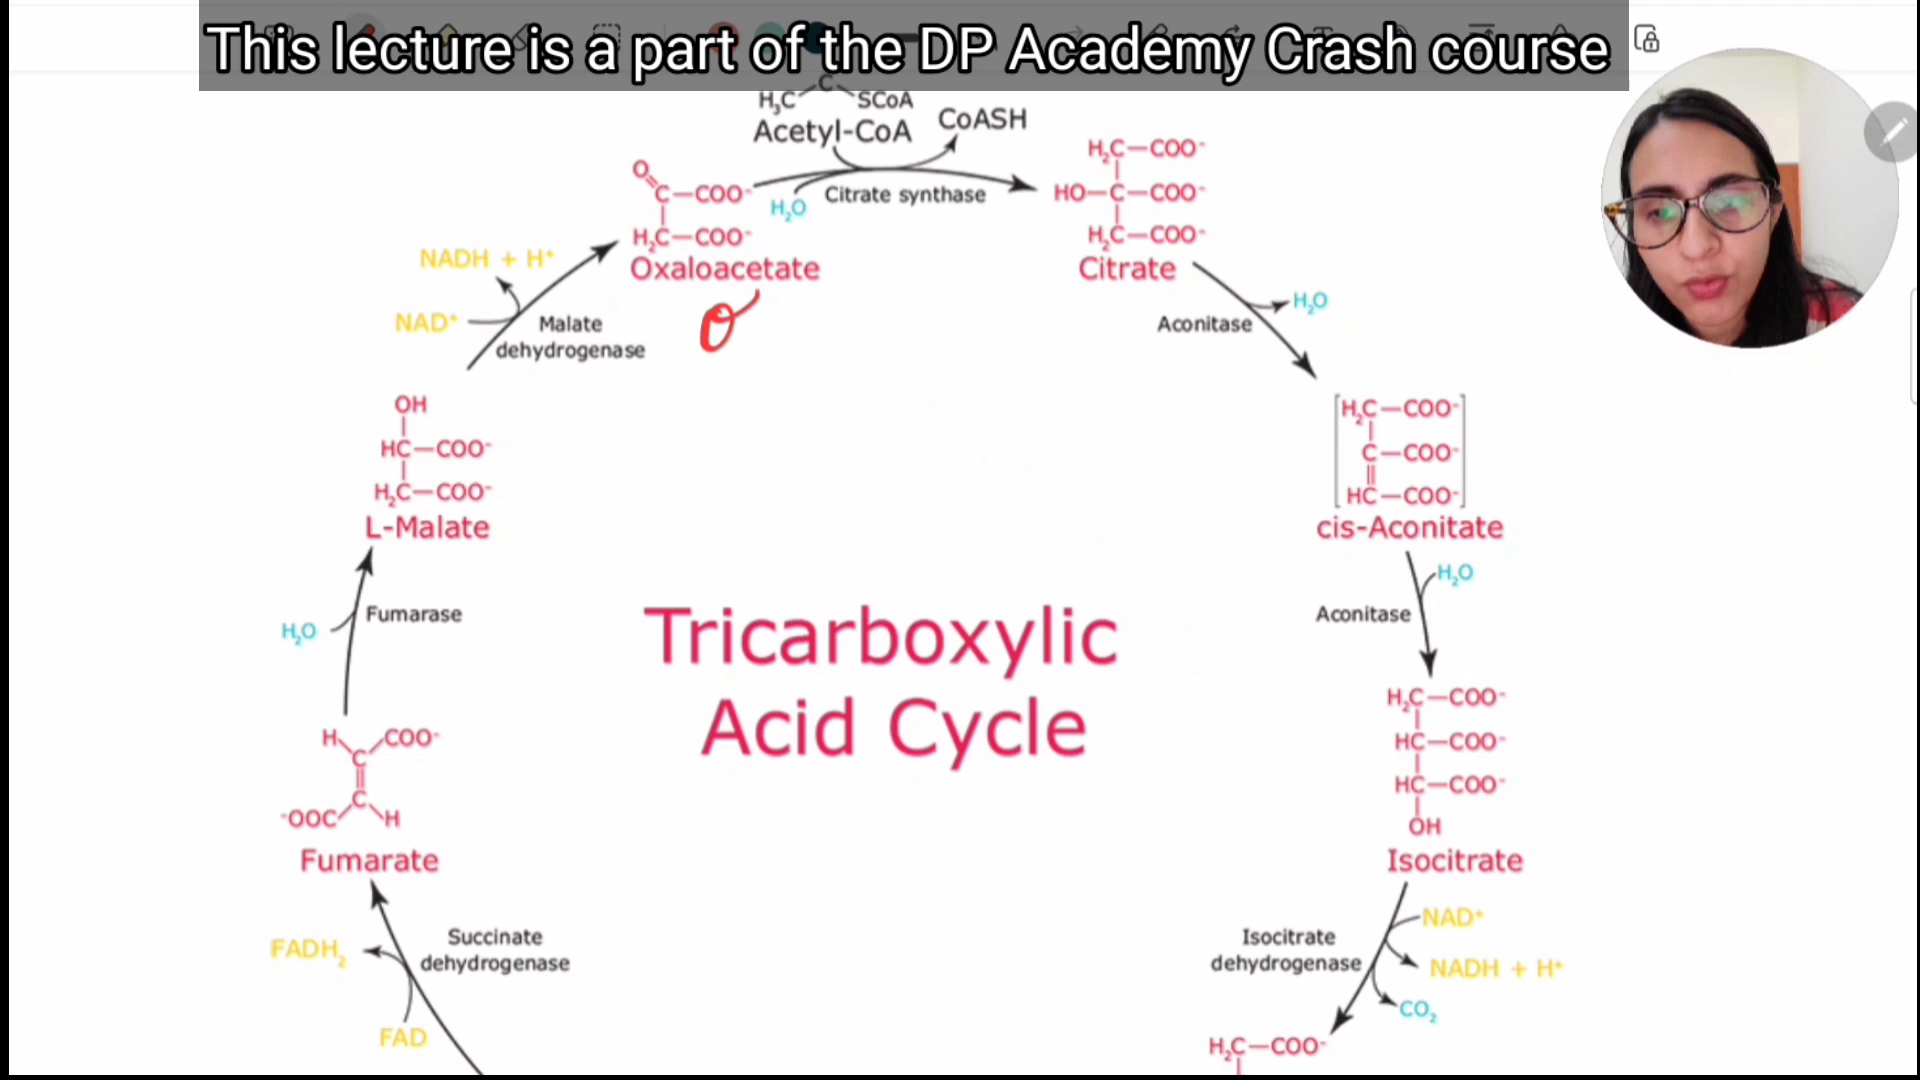 This lecture is a part of the DP Academy Crash course
C
H₃C SCoA
Acetyl-CoA
CoASH
O
C—COO⁻
H₂C—COO⁻
Oxaloacetate
H₂O
Citrate synthase
H₂C—COO⁻
HO—C—COO⁻
H₂C—COO⁻
Citrate
NADH + H⁺
NAD⁺
Malate
dehydrogenase
O
Aconitase
H₂O
OH
HC—COO⁻
H₂C—COO⁻
L-Malate
H₂C—COO⁻
C—COO⁻
HC—COO⁻
cis-Aconitate
H₂O
Fumarase
H₂O
Aconitase
Tricarboxylic
Acid Cycle
H COO⁻
C
C
⁻OOC H
Fumarate
H₂C—COO⁻
HC—COO⁻
HC—COO⁻
OH
Isocitrate
FADH₂
Succinate
dehydrogenase
FAD
Isocitrate
dehydrogenase
NAD⁺
NADH + H⁺
CO₂
H₂C—COO⁻